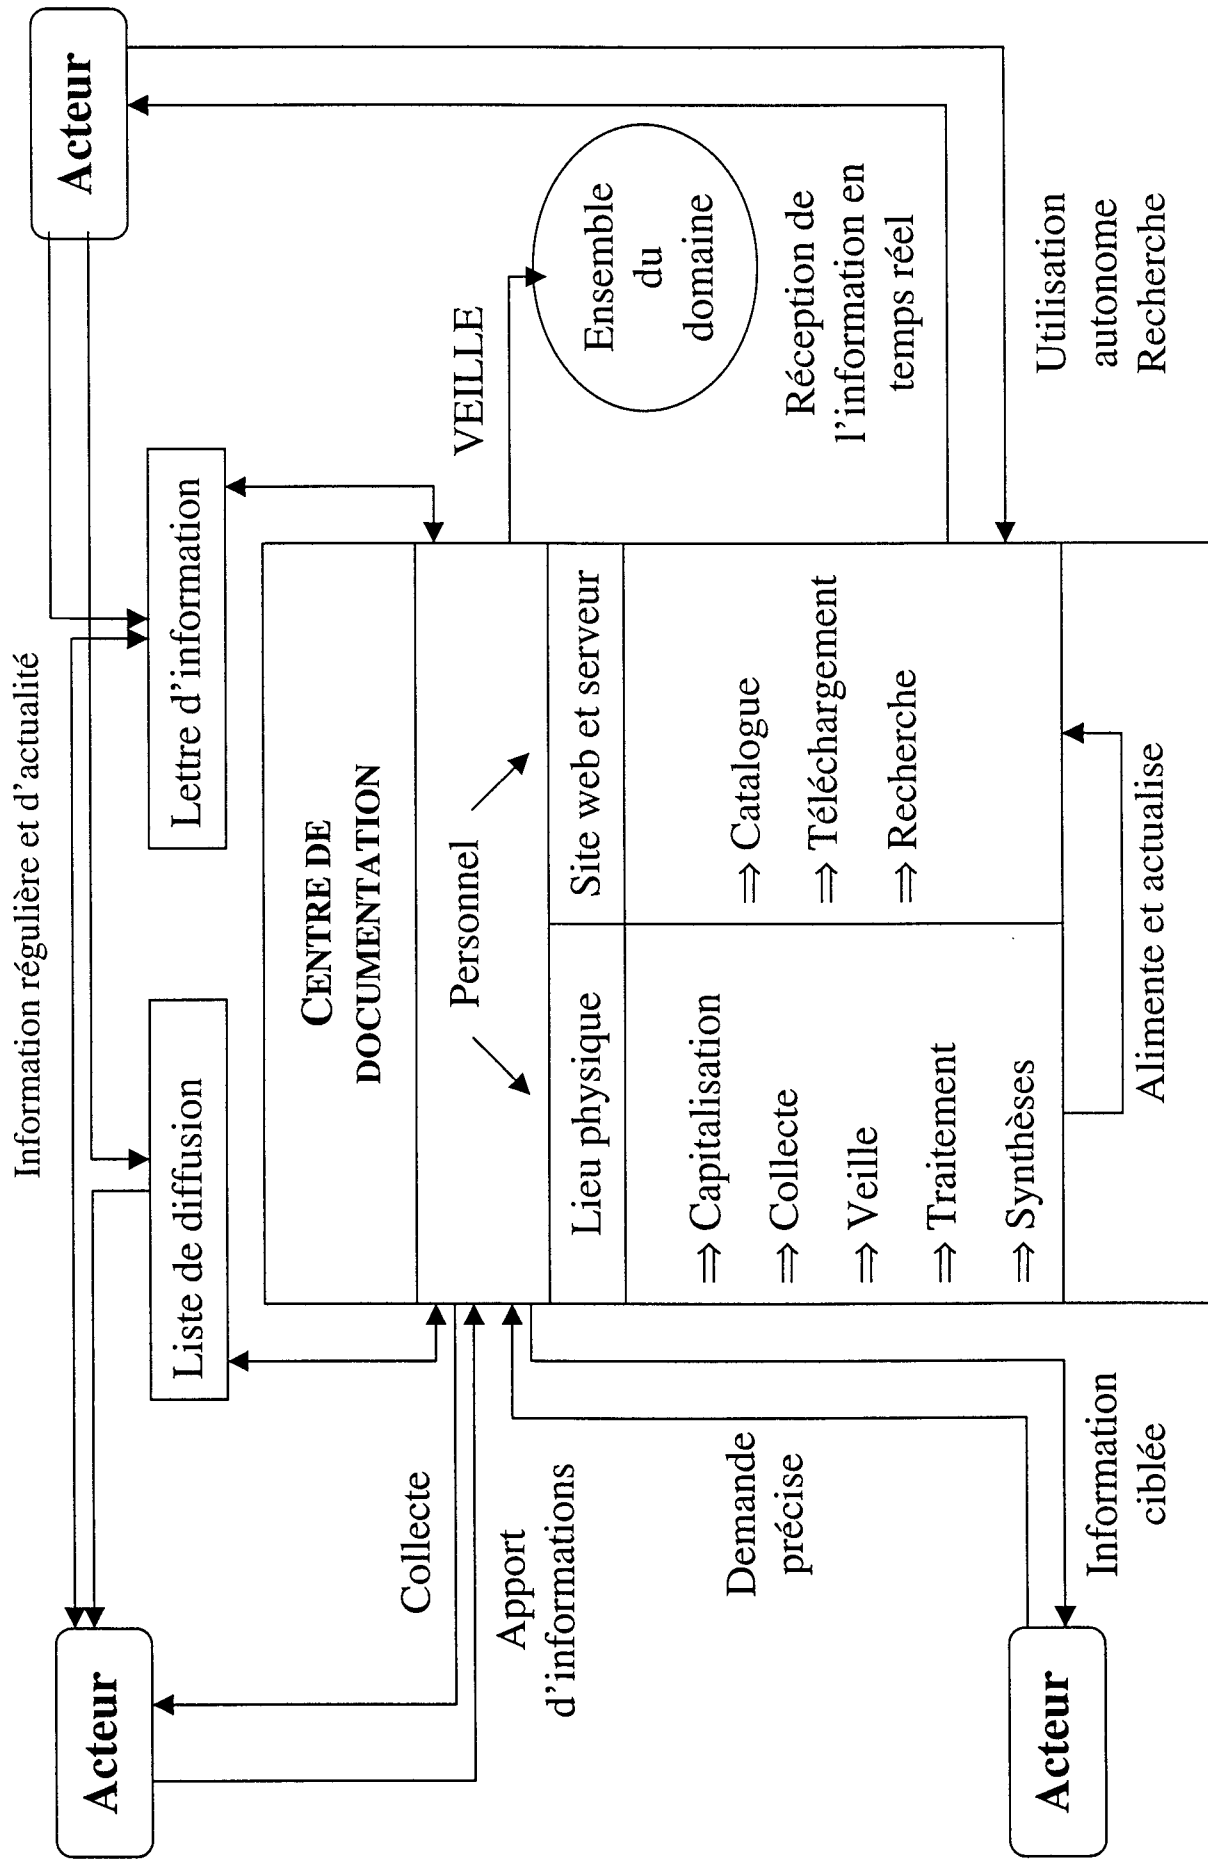 Information régulière et d'actualité
Acteur
Liste de diffusion
Lettre d'information
Acteur
CENTRE DE
DOCUMENTATION
Collecte
Personnel
VEILLE
Apport
d'informations
Lieu physique
Site web et serveur
Ensemble
du
domaine
⇒ Capitalisation
⇒ Collecte
⇒ Veille
⇒ Traitement
⇒ Synthèses
⇒ Catalogue
⇒ Téléchargement
⇒ Recherche
Demande
précise
Réception de
l'information en
temps réel
Acteur
Information
ciblée
Alimente et actualise
Utilisation
autonome
Recherche